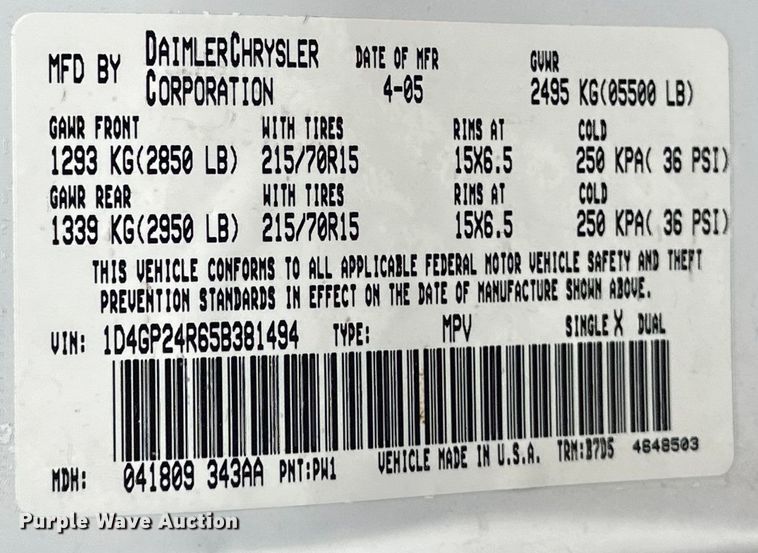 MFD BY DAIMLERCHRYSLER CORPORATION DATE OF MFR 4-05 GVWR 2495 KG(05500 LB)
GAWR FRONT WITH TIRES RIMS AT COLD
1293 KG(2850 LB) 215/70R15 15X6.5 250 KPA( 36 PSI)
GAWR REAR WITH TIRES RIMS AT COLD
1339 KG(2950 LB) 215/70R15 15X6.5 250 KPA( 36 PSI)
THIS VEHICLE CONFORMS TO ALL APPLICABLE FEDERAL MOTOR VEHICLE SAFETY AND THEFT
PREVENTION STANDARDS IN EFFECT ON THE DATE OF MANUFACTURE SHOWN ABOVE.
VIN: 1D4GP24R65B381494 TYPE: MPV SINGLE X DUAL
MDH: 041809 343AA PNT:PW1 VEHICLE MADE IN U.S.A. TRM:B7D5 4648503
Purple Wave Auction